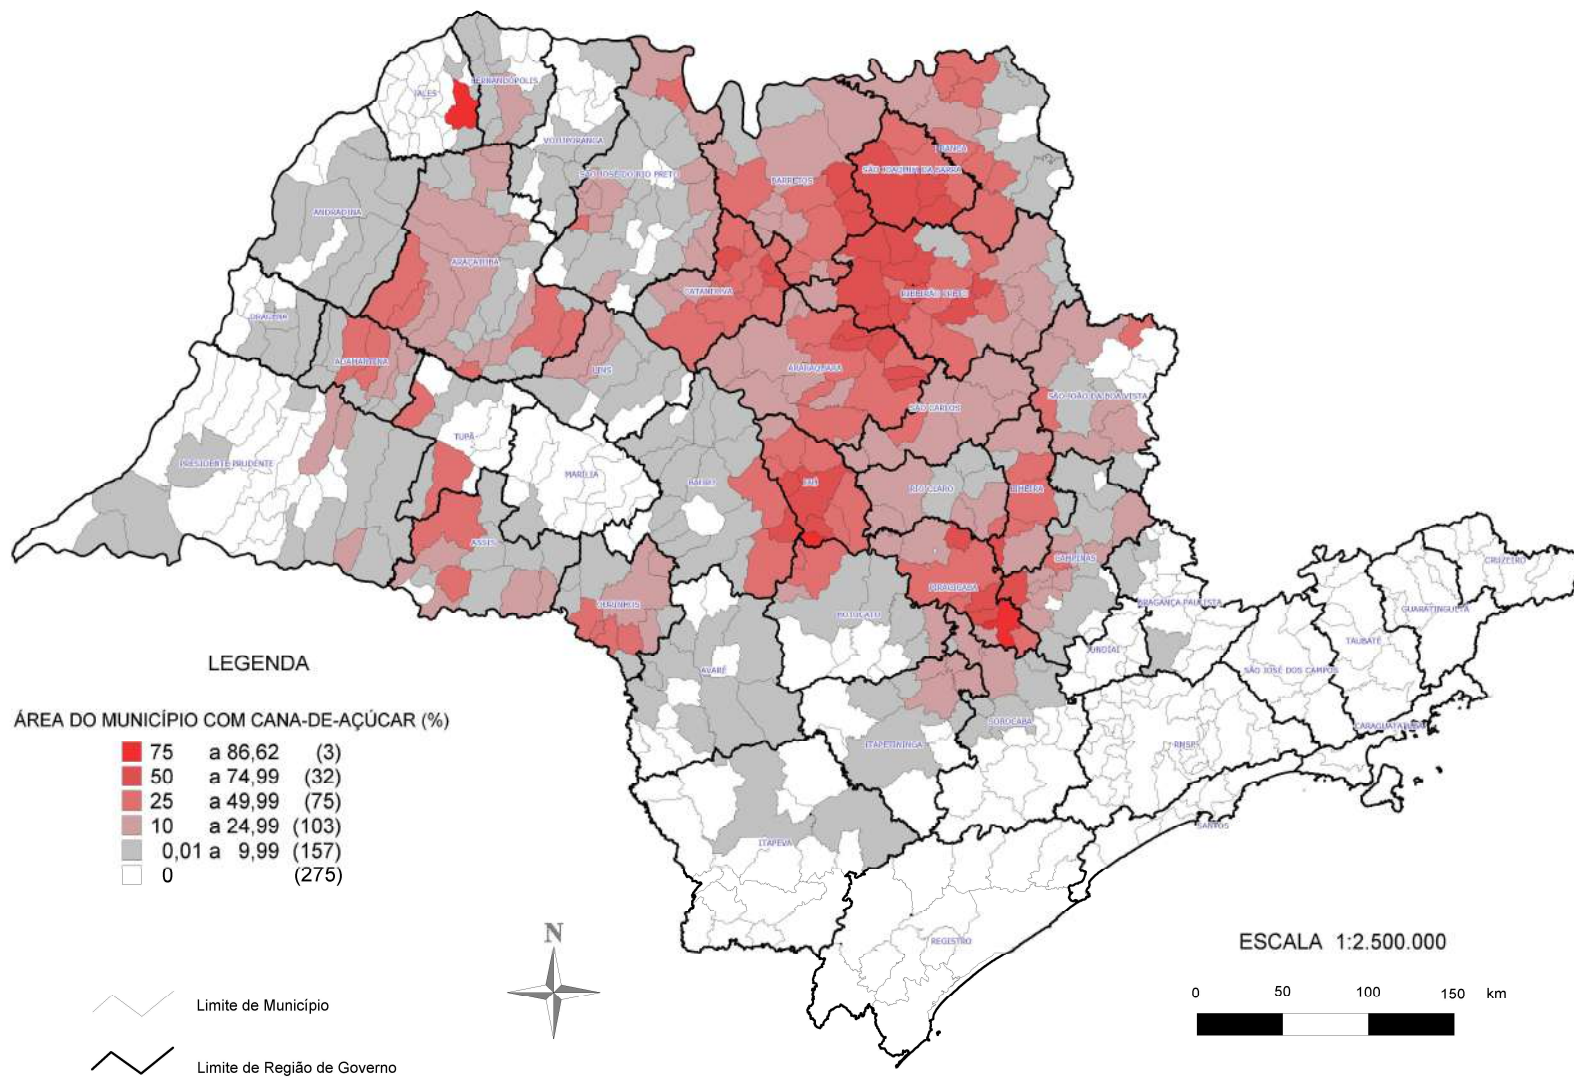 JALES
FERNANDÓPOLIS
VOTUPORANGA
FRANCA
SÃO JOAQUIM DA BARRA
SÃO JOSÉ DO RIO PRETO
BARRETOS
ANDRADINA
ARAÇATUBA
CATANDUVA
RIBEIRÃO PRETO
DRACENA
ADAMANTINA
LINS
ARARAQUARA
SÃO JOÃO DA BOA VISTA
SÃO CARLOS
TUPÃ
PRESIDENTE PRUDENTE
MARÍLIA
BAURU
JAÚ
RIO CLARO
LIMEIRA
ASSIS
CAMPINAS
CRUZEIRO
PIRACICABA
OURINHOS
BRAGANÇA PAULISTA
GUARATINGUETÁ
BOTUCATU
TAUBATÉ
JUNDIAÍ
AVARÉ
SÃO JOSÉ DOS CAMPOS
LEGENDA
ÁREA DO MUNICÍPIO COM CANA-DE-AÇÚCAR (%)
75 a 86,62 (3)
50 a 74,99 (32)
25 a 49,99 (75)
10 a 24,99 (103)
0,01 a 9,99 (157)
0 (275)
SOROCABA
CARAGUATATUBA
ITAPETININGA
RMSP
SANTOS
ITAPEVA
REGISTRO
N
ESCALA 1:2.500.000
0 50 100 150 km
Limite de Município
Limite de Região de Governo